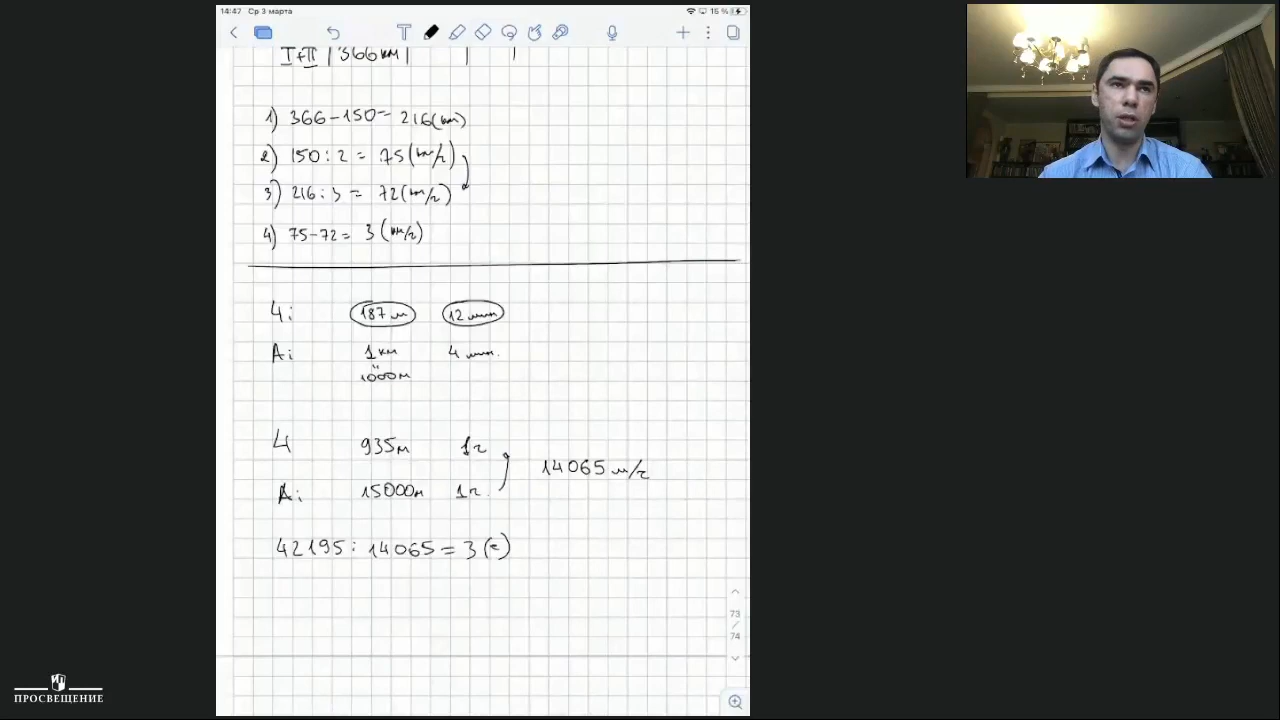 14:47 Ср 3 марта
15 %
I+II | 366 км |
1) 366 – 150 = 216 (км)
2) 150 : 2 = 75 (км/ч)
3) 216 : 3 = 72 (км/ч)
4) 75 – 72 = 3 (км/ч)
Ч: 187 м 12 мин
А: 1 км 4 мин.
1000 м
Ч 935 м 1 ч
А: 15000 м 1 ч.
14065 м/ч
42195 : 14065 = 3 (ч)
73
/
74
ПРОСВЕЩЕНИЕ